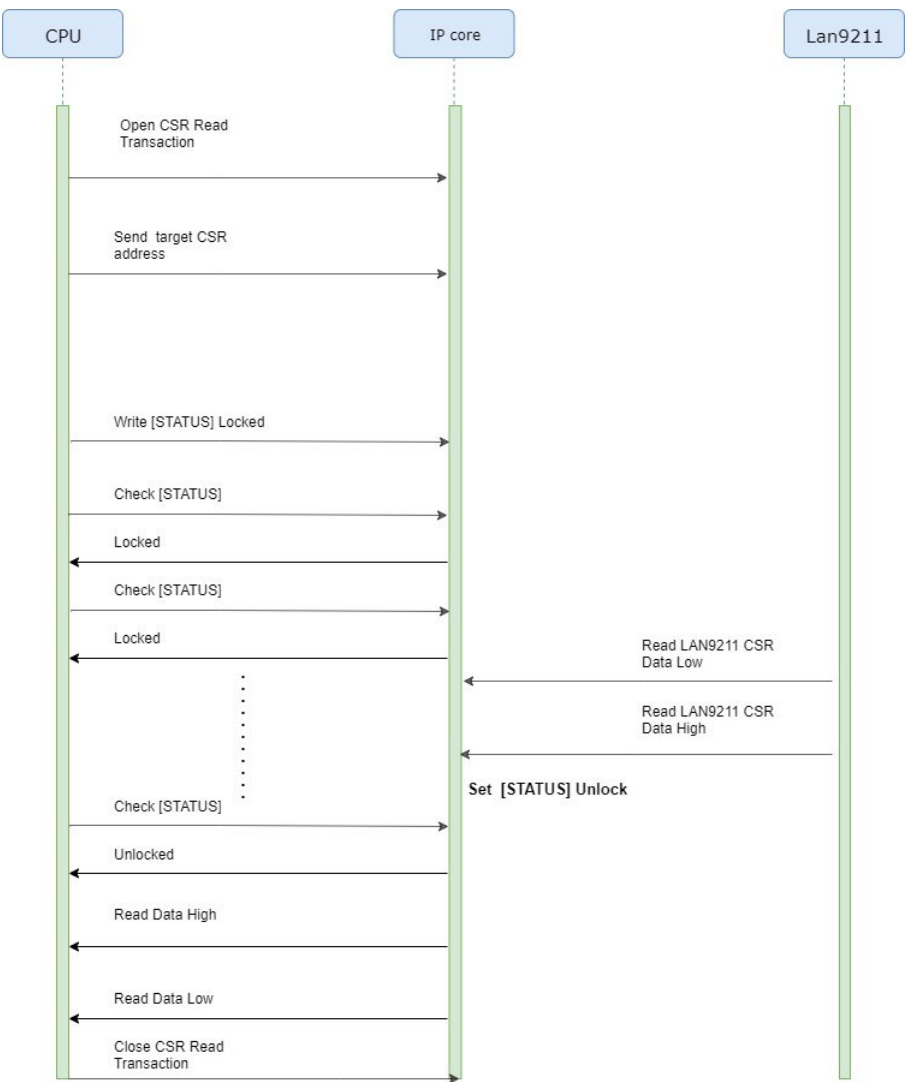 CPU
IP core
Lan9211
Open CSR Read
Transaction
Send target CSR
address
Write [STATUS] Locked
Check [STATUS]
Locked
Check [STATUS]
Locked
Read LAN9211 CSR
Data Low
Read LAN9211 CSR
Data High
Set [STATUS] Unlock
Check [STATUS]
Unlocked
Read Data High
Read Data Low
Close CSR Read
Transaction